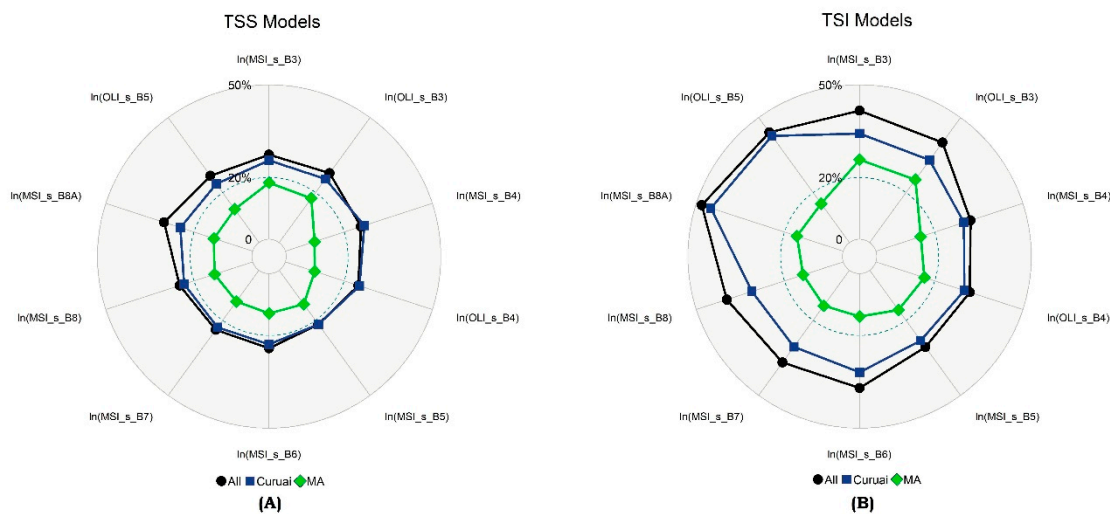 TSS Models
ln(MSI_s_B3)
50%
ln(OLI_s_B5)
ln(OLI_s_B3)
20%
ln(MSI_s_B8A)
ln(MSI_s_B4)
0
ln(MSI_s_B8)
ln(OLI_s_B4)
ln(MSI_s_B7)
ln(MSI_s_B5)
ln(MSI_s_B6)
All Curuai MA
(A)
TSI Models
ln(MSI_s_B3)
50%
ln(OLI_s_B5)
ln(OLI_s_B3)
20%
ln(MSI_s_B8A)
ln(MSI_s_B4)
0
ln(MSI_s_B8)
ln(OLI_s_B4)
ln(MSI_s_B7)
ln(MSI_s_B5)
ln(MSI_s_B6)
All Curuai MA
(B)